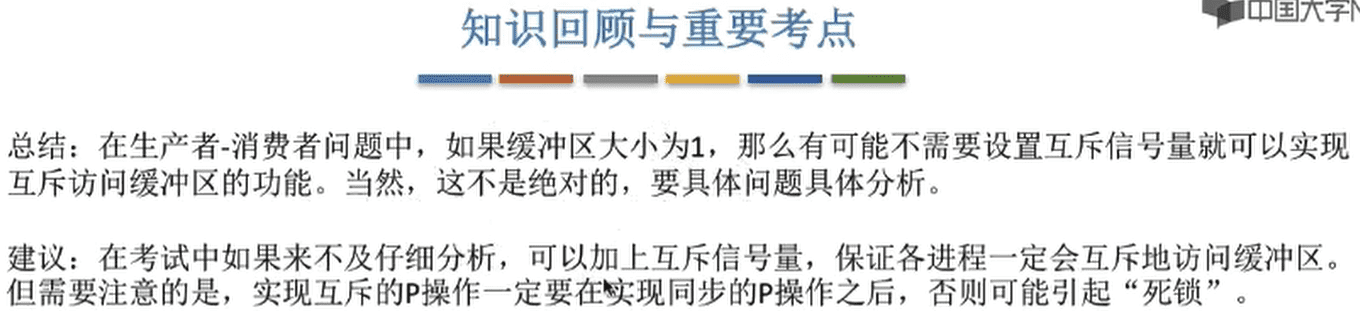 中国大学M
知识回顾与重要考点
总结：在生产者-消费者问题中，如果缓冲区大小为1，那么有可能不需要设置互斥信号量就可以实现
互斥访问缓冲区的功能。当然，这不是绝对的，要具体问题具体分析。
建议：在考试中如果来不及仔细分析，可以加上互斥信号量，保证各进程一定会互斥地访问缓冲区。
但需要注意的是，实现互斥的P操作一定要在实现同步的P操作之后，否则可能引起“死锁”。